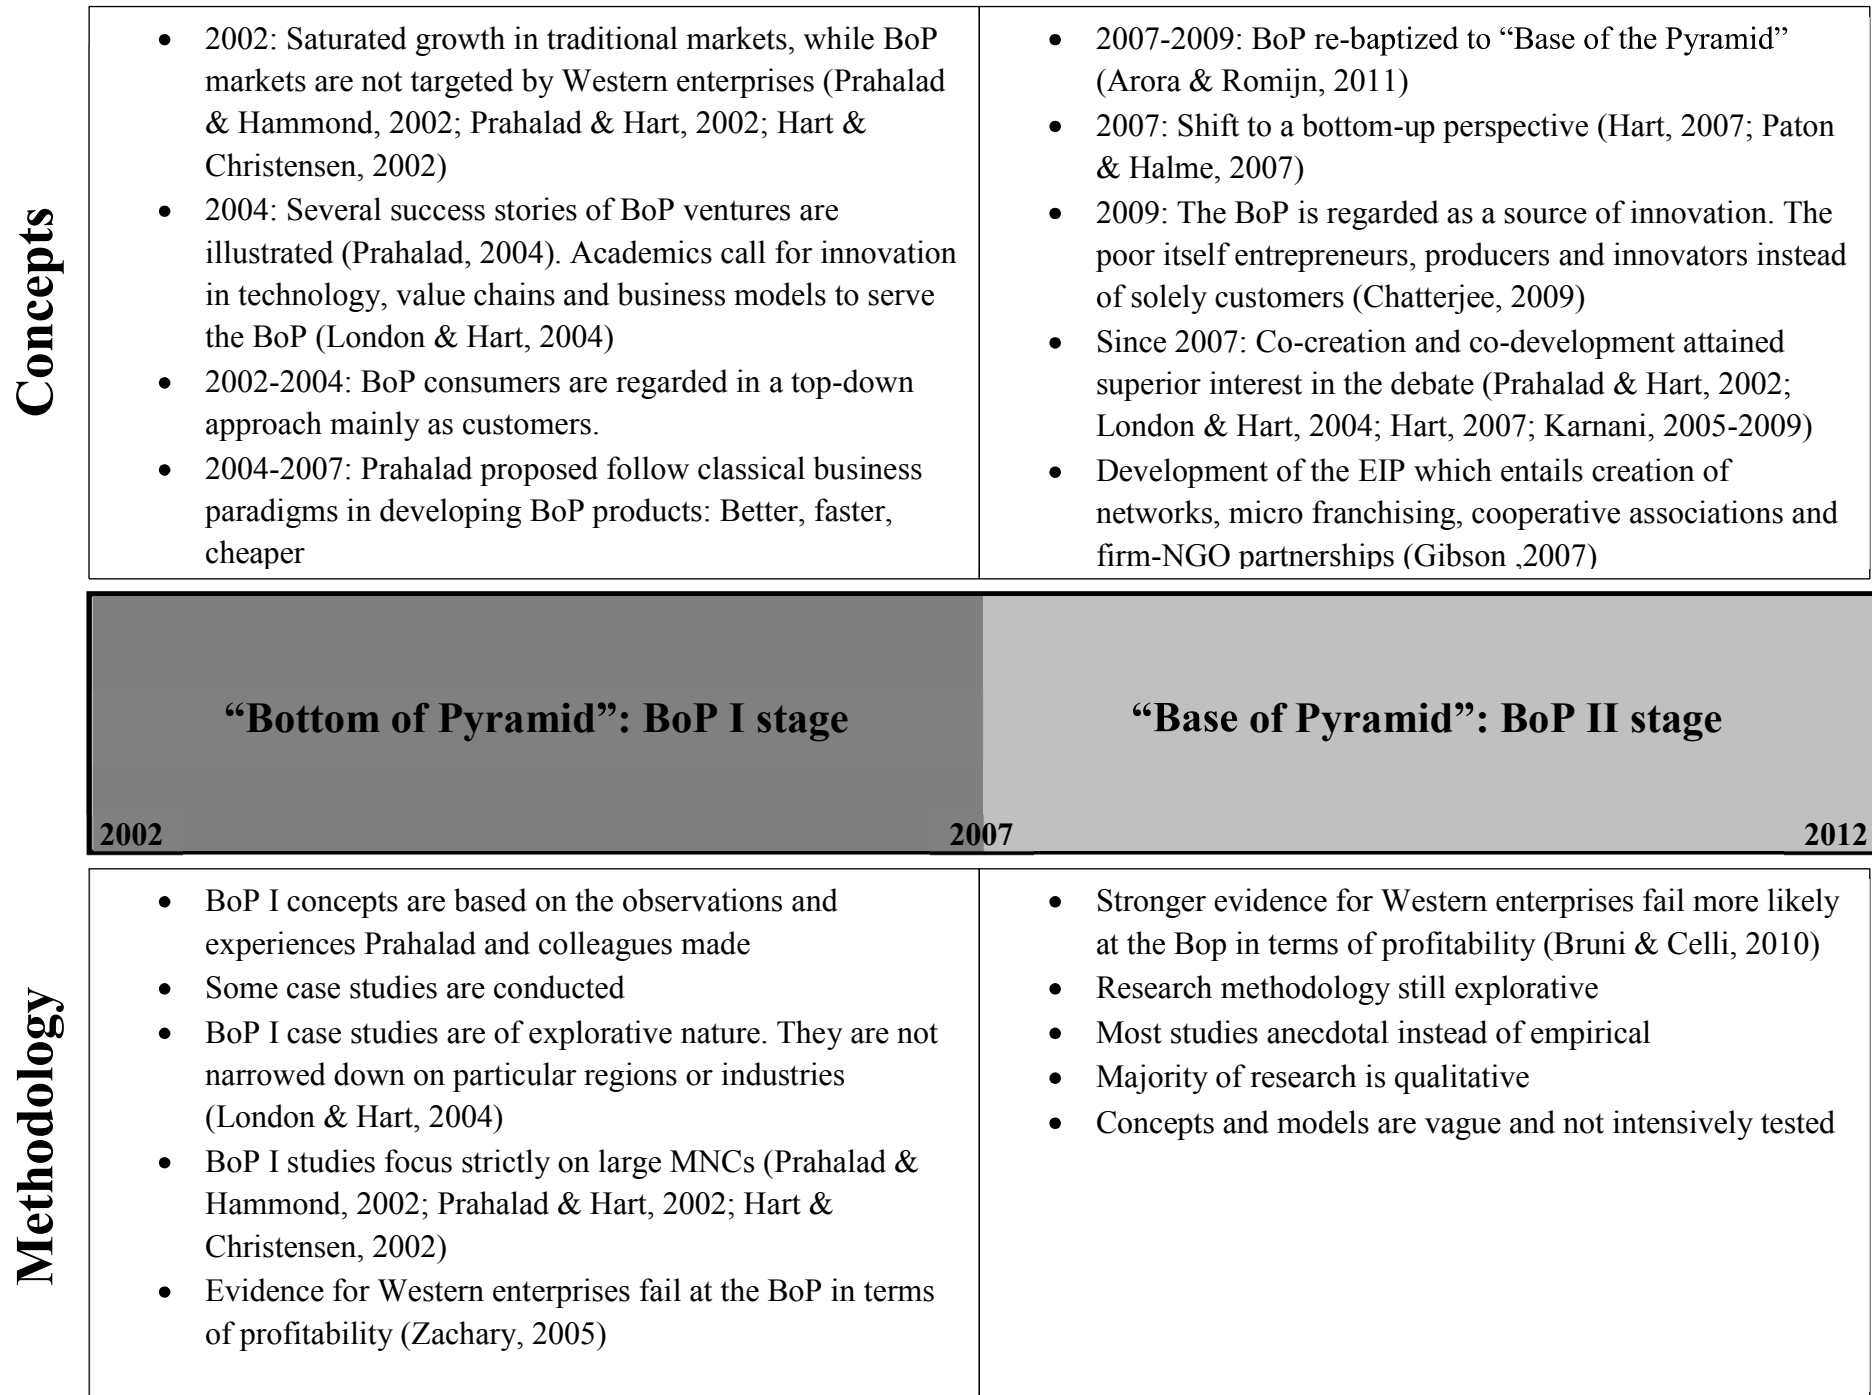 Concepts
• 2002: Saturated growth in traditional markets, while BoP
markets are not targeted by Western enterprises (Prahalad
& Hammond, 2002; Prahalad & Hart, 2002; Hart &
Christensen, 2002)
• 2004: Several success stories of BoP ventures are
illustrated (Prahalad, 2004). Academics call for innovation
in technology, value chains and business models to serve
the BoP (London & Hart, 2004)
• 2002-2004: BoP consumers are regarded in a top-down
approach mainly as customers.
• 2004-2007: Prahalad proposed follow classical business
paradigms in developing BoP products: Better, faster,
cheaper
• 2007-2009: BoP re-baptized to “Base of the Pyramid”
(Arora & Romijn, 2011)
• 2007: Shift to a bottom-up perspective (Hart, 2007; Paton
& Halme, 2007)
• 2009: The BoP is regarded as a source of innovation. The
poor itself entrepreneurs, producers and innovators instead
of solely customers (Chatterjee, 2009)
• Since 2007: Co-creation and co-development attained
superior interest in the debate (Prahalad & Hart, 2002;
London & Hart, 2004; Hart, 2007; Karnani, 2005-2009)
• Development of the EIP which entails creation of
networks, micro franchising, cooperative associations and
firm-NGO partnerships (Gibson ,2007)
“Bottom of Pyramid”: BoP I stage
“Base of Pyramid”: BoP II stage
2002
2007
2012
Methodology
• BoP I concepts are based on the observations and
experiences Prahalad and colleagues made
• Some case studies are conducted
• BoP I case studies are of explorative nature. They are not
narrowed down on particular regions or industries
(London & Hart, 2004)
• BoP I studies focus strictly on large MNCs (Prahalad &
Hammond, 2002; Prahalad & Hart, 2002; Hart &
Christensen, 2002)
• Evidence for Western enterprises fail at the BoP in terms
of profitability (Zachary, 2005)
• Stronger evidence for Western enterprises fail more likely
at the Bop in terms of profitability (Bruni & Celli, 2010)
• Research methodology still explorative
• Most studies anecdotal instead of empirical
• Majority of research is qualitative
• Concepts and models are vague and not intensively tested